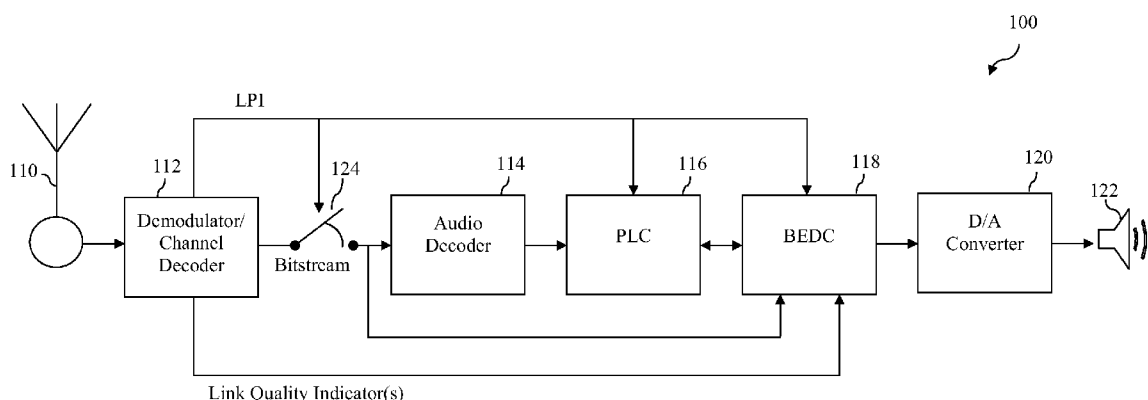 100
LPI
110
112
124
114
116
118
120
122
Demodulator/
Channel
Decoder
Bitstream
Audio
Decoder
PLC
BEDC
D/A
Converter
Link Quality Indicator(s)